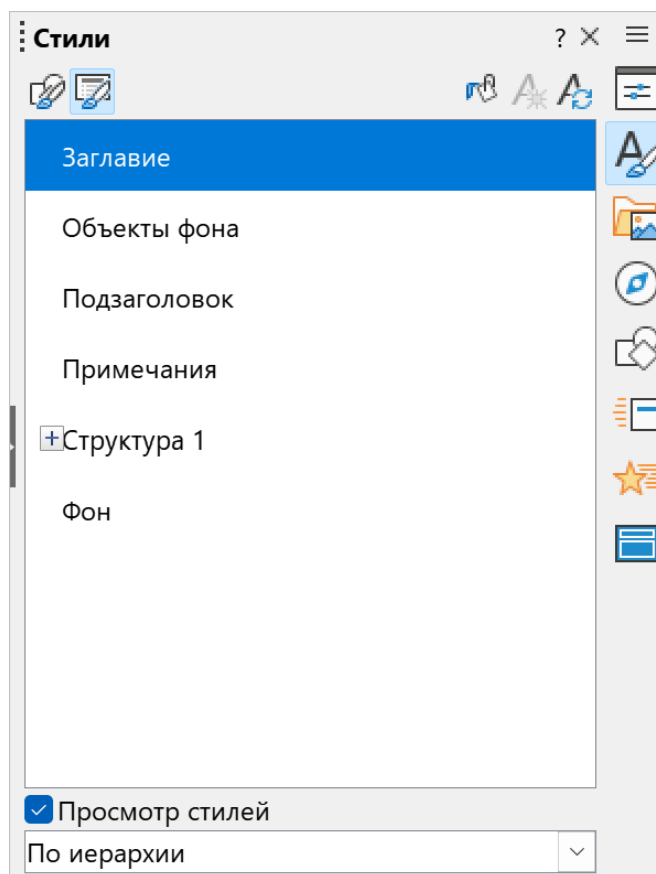 Стили
?
Заглавие
Объекты фона
Подзаголовок
Примечания
Структура 1
Фон
Просмотр стилей
По иерархии